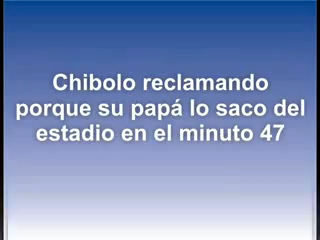 Chibolo reclamando
porque su papá lo saco del
estadio en el minuto 47